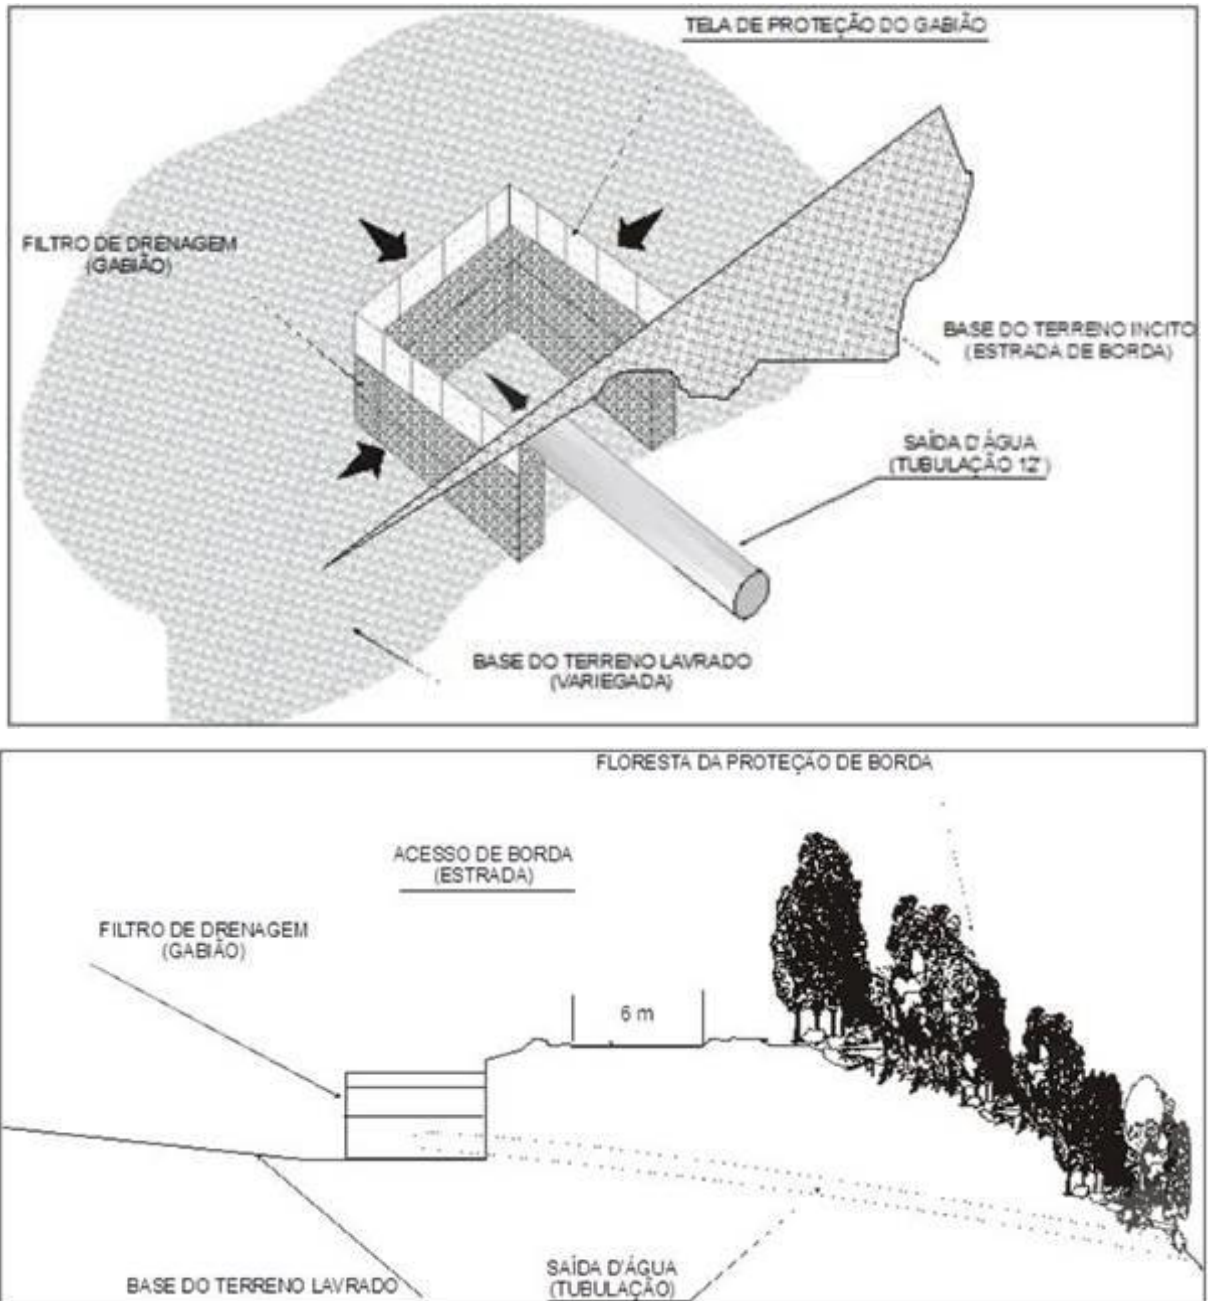 TELA DE PROTEÇÃO DO GABIÃO
FILTRO DE DRENAGEM
(GABIÃO)
BASE DO TERRENO INCITO
(ESTRADA DE BORDA)
SAÍDA D'ÁGUA
(TUBULAÇÃO 12')
BASE DO TERRENO LAVRADO
(VARIEGADA)
FLORESTA DA PROTEÇÃO DE BORDA
ACESSO DE BORDA
(ESTRADA)
FILTRO DE DRENAGEM
(GABIÃO)
6 m
SAÍDA D'ÁGUA
(TUBULAÇÃO)
BASE DO TERRENO LAVRADO